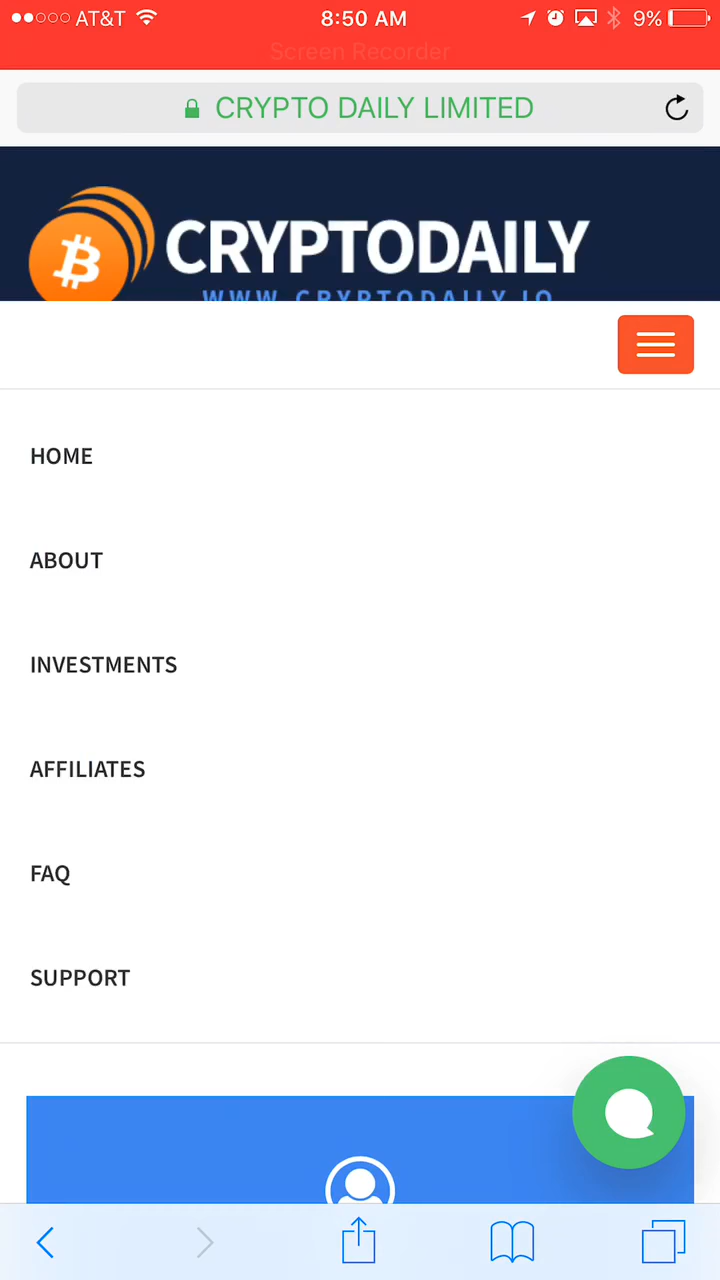 AT&T 8:50 AM 9%
Screen Recorder
CRYPTO DAILY LIMITED
CRYPTODAILY
WWW.CRYPTODAILY.IO
HOME
ABOUT
INVESTMENTS
AFFILIATES
FAQ
SUPPORT